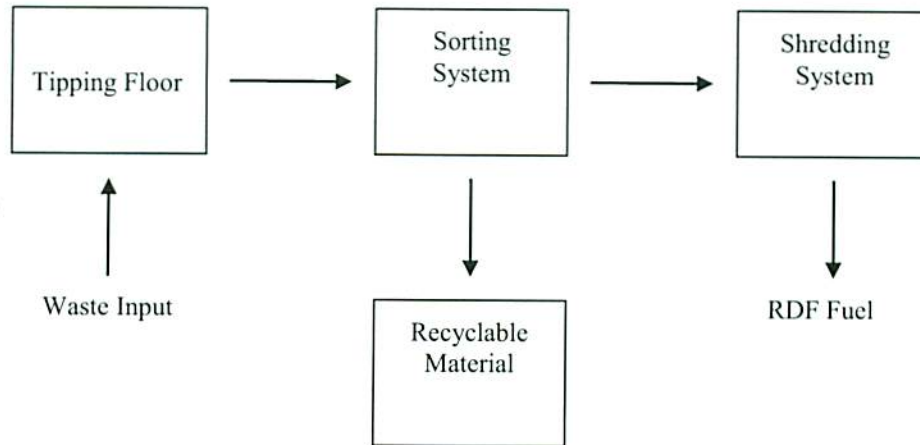 Tipping Floor
Sorting
System
Shredding
System
Waste Input
Recyclable
Material
RDF Fuel